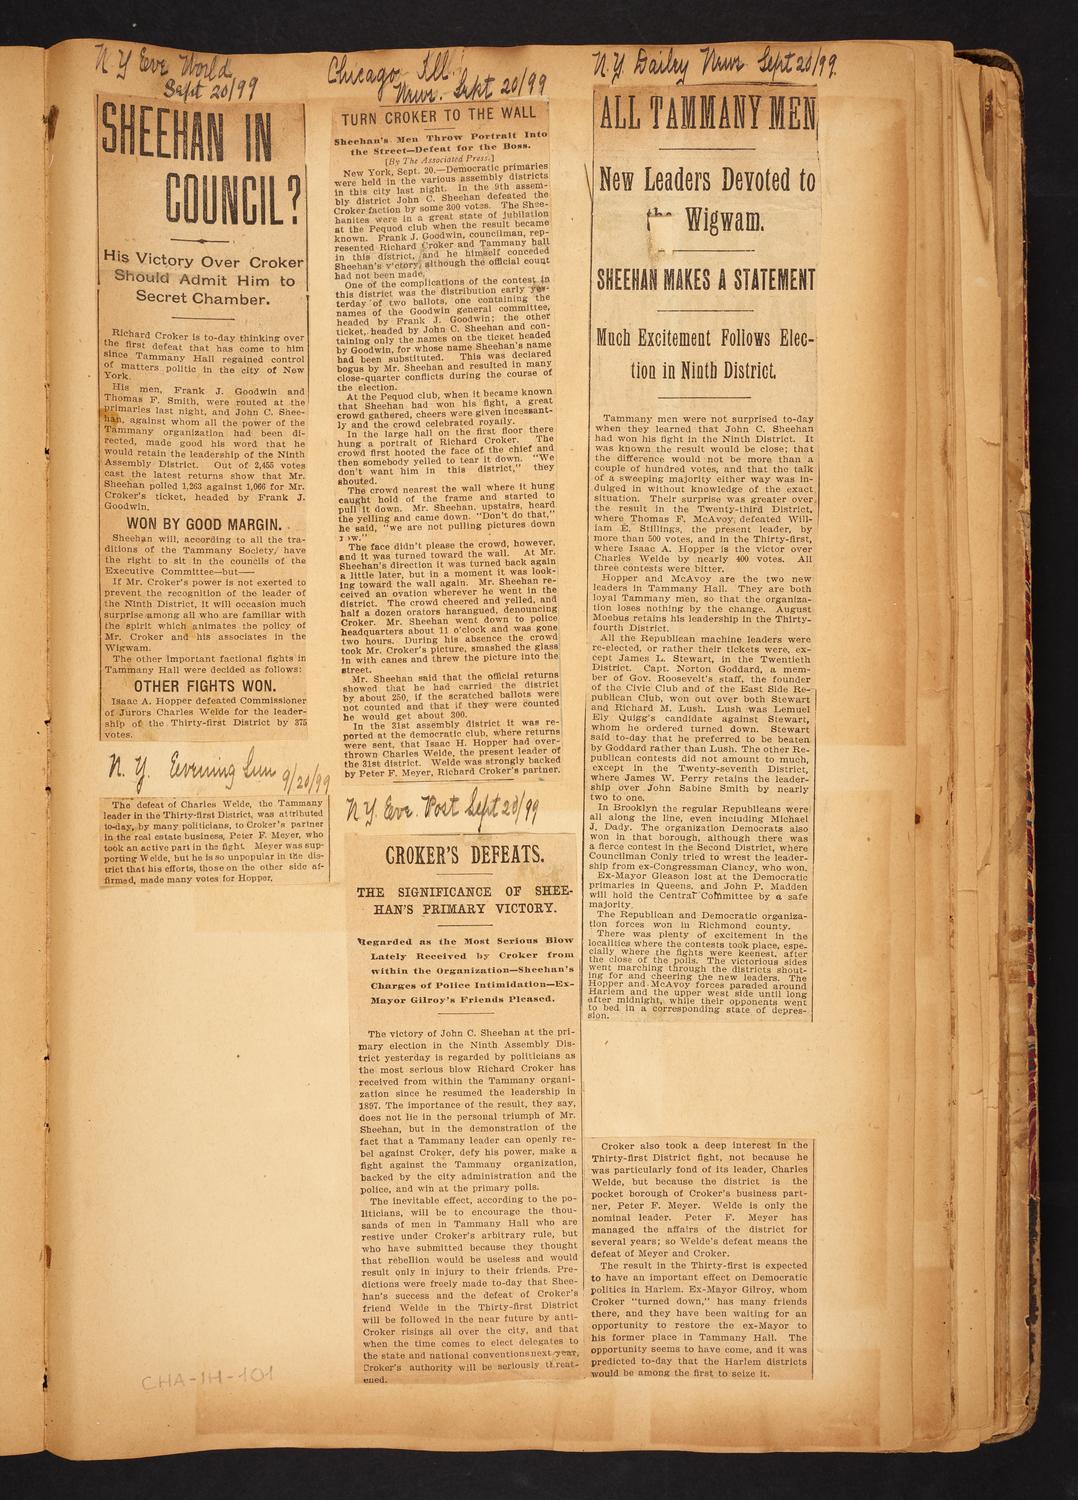 N Y Eve World
Sept 20/99
SHEEHAN IN
COUNCIL?
His Victory Over Croker
Should Admit Him to
Secret Chamber.
Richard Croker is to-day thinking over
the first defeat that has come to him
since Tammany Hall regained control
of matters politic in the city of New
York.
His men, Frank J. Goodwin and
Thomas F. Smith, were routed at the
primaries last night, and John C. Shee-
han, against whom all the power of the
Tammany organization had been di-
rected, made good his word that he
would retain the leadership of the Ninth
Assembly District. Out of 2,455 votes
cast the latest returns show that Mr.
Sheehan polled 1,263 against 1,066 for Mr.
Croker's ticket, headed by Frank J.
Goodwin.
WON BY GOOD MARGIN.
Sheehan will, according to all the tra-
ditions of the Tammany Society, have
the right to sit in the councils of the
Executive Committee—but——
If Mr. Croker's power is not exerted to
prevent the recognition of the leader of
the Ninth District, it will occasion much
surprise among all who are familiar with
the spirit which animates the policy of
Mr. Croker and his associates in the
Wigwam.
The other important factional fights in
Tammany Hall were decided as follows:
OTHER FIGHTS WON.
Isaac A. Hopper defeated Commissioner
of Jurors Charles Welde for the leader-
ship of the Thirty-first District by 375
votes.
N. Y. Evening Sun 9/20/99
The defeat of Charles Welde, the Tammany
leader in the Thirty-first District, was attributed
to-day, by many politicians, to Croker's partner
in the real estate business, Peter F. Meyer, who
took an active part in the fight. Meyer was sup-
porting Welde, but he is so unpopular in the dis-
trict that his efforts, those on the other side af-
firmed, made many votes for Hopper.
Chicago Ill
News. Sept 20/99
TURN CROKER TO THE WALL
Sheehan's Men Throw Portrait Into
the Street—Defeat for the Boss.
[By The Associated Press.]
New York, Sept. 20.—Democratic primaries
were held in the various assembly districts
in this city last night. In the 9th assem-
bly district John C. Sheehan defeated the
Croker faction by some 300 votes. The Shee-
hanites were in a great state of jubilation
at the Pequod club when the result became
known. Frank J. Goodwin, councilman, rep-
resented Richard Croker and Tammany hall
in this district, and he himself conceded
Sheehan's victory, although the official count
had not been made.
One of the complications of the contest in
this district was the distribution early yes-
terday of two ballots, one containing the
names of the Goodwin general committee,
headed by Frank J. Goodwin; the other
ticket, headed by John C. Sheehan and con-
taining only the names on the ticket headed
by Goodwin, for whose name Sheehan's name
had been substituted. This was declared
bogus by Mr. Sheehan and resulted in many
close-quarter conflicts during the course of
the election.
At the Pequod club, when it became known
that Sheehan had won his fight, a great
crowd gathered, cheers were given incessant-
ly and the crowd celebrated royally.
In the large hall on the first floor there
hung a portrait of Richard Croker. The
crowd first hooted the face of the chief and
then somebody yelled to tear it down. "We
don't want him in this district," they
shouted.
The crowd nearest the wall where it hung
caught hold of the frame and started to
pull it down. Mr. Sheehan, upstairs, heard
the yelling and came down. "Don't do that,"
he said, "we are not pulling pictures down
now."
The face didn't please the crowd, however,
and it was turned toward the wall. At Mr.
Sheehan's direction it was turned back again
a little later, but in a moment it was look-
ing toward the wall again. Mr. Sheehan re-
ceived an ovation wherever he went in the
district. The crowd cheered and yelled, and
half a dozen orators harangued, denouncing
Croker. Mr. Sheehan went down to police
headquarters about 11 o'clock and was gone
two hours. During his absence the crowd
took Mr. Croker's picture, smashed the glass
in with canes and threw the picture into the
street.
Mr. Sheehan said that the official returns
showed that he had carried the district
by about 250, if the scratched ballots were
not counted and that if they were counted
he would get about 300.
In the 31st assembly district it was re-
ported at the democratic club, where returns
were sent, that Isaac H. Hopper had over-
thrown Charles Welde, the present leader of
the 31st district. Welde was strongly backed
by Peter F. Meyer, Richard Croker's partner.
N.Y. Eve. Post Sept 20/99
CROKER'S DEFEATS.
THE SIGNIFICANCE OF SHEE-
HAN'S PRIMARY VICTORY.
Regarded as the Most Serious Blow
Lately Received by Croker from
within the Organization—Sheehan's
Charges of Police Intimidation—Ex-
Mayor Gilroy's Friends Pleased.
The victory of John C. Sheehan at the pri-
mary election in the Ninth Assembly Dis-
trict yesterday is regarded by politicians as
the most serious blow Richard Croker has
received from within the Tammany organi-
zation since he resumed the leadership in
1897. The importance of the result, they say,
does not lie in the personal triumph of Mr.
Sheehan, but in the demonstration of the
fact that a Tammany leader can openly re-
bel against Croker, defy his power, make a
fight against the Tammany organization,
backed by the city administration and the
police, and win at the primary polls.
The inevitable effect, according to the po-
liticians, will be to encourage the thou-
sands of men in Tammany Hall who are
restive under Croker's arbitrary rule, but
who have submitted because they thought
that rebellion would be useless and would
result only in injury to their friends. Pre-
dictions were freely made to-day that Shee-
han's success and the defeat of Croker's
friend Welde in the Thirty-first District
will be followed in the near future by anti-
Croker risings all over the city, and that
when the time comes to elect delegates to
the state and national conventions next year,
Croker's authority will be seriously threat-
ened.
N.Y. Dailey News Sept 20/99.
ALL TAMMANY MEN
New Leaders Devoted to
the Wigwam.
SHEEHAN MAKES A STATEMENT
Much Excitement Follows Elec-
tion in Ninth District.
Tammany men were not surprised to-day
when they learned that John C. Sheehan
had won his fight in the Ninth District. It
was known the result would be close; that
the difference would not be more than a
couple of hundred votes, and that the talk
of a sweeping majority either way was in-
dulged in without knowledge of the exact
situation. Their surprise was greater over
the result in the Twenty-third District,
where Thomas F. McAvoy defeated Will-
iam E. Stillings, the present leader, by
more than 500 votes, and in the Thirty-first,
where Isaac A. Hopper is the victor over
Charles Welde by nearly 400 votes. All
three contests were bitter.
Hopper and McAvoy are the two new
leaders in Tammany Hall. They are both
loyal Tammany men, so that the organiza-
tion loses nothing by the change. August
Moebus retains his leadership in the Thirty-
fourth District.
All the Republican machine leaders were
re-elected, or rather their tickets were, ex-
cept James L. Stewart, in the Twentieth
District. Capt. Norton Goddard, a mem-
ber of Gov. Roosevelt's staff, the founder
of the Civic Club and of the East Side Re-
publican Club, won out over both Stewart
and Richard M. Lush. Lush was Lemuel
Ely Quigg's candidate against Stewart,
whom he ordered turned down. Stewart
said to-day that he preferred to be beaten
by Goddard rather than Lush. The other Re-
publican contests did not amount to much,
except in the Twenty-seventh District,
where James W. Perry retains the leader-
ship over John Sabine Smith by nearly
two to one.
In Brooklyn the regular Republicans were
all along the line, even including Michael
J. Dady. The organization Democrats also
won in that borough, although there was
a fierce contest in the Second District, where
Councilman Conly tried to wrest the leader-
ship from ex-Congressman Clancy, who won.
Ex-Mayor Gleason lost at the Democratic
primaries in Queens, and John P. Madden
will hold the Central Committee by a safe
majority.
The Republican and Democratic organiza-
tion forces won in Richmond county.
There was plenty of excitement in the
localities where the contests took place, espe-
cially where the fights were keenest, after
the close of the polls. The victorious sides
went marching through the districts shout-
ing for and cheering the new leaders. The
Hopper and McAvoy forces paraded around
Harlem and the upper west side until long
after midnight, while their opponents went
to bed in a corresponding state of depres-
sion.
Croker also took a deep interest in the
Thirty-first District fight, not because he
was particularly fond of its leader, Charles
Welde, but because the district is the
pocket borough of Croker's business part-
ner, Peter F. Meyer. Welde is only the
nominal leader. Peter F. Meyer has
managed the affairs of the district for
several years; so Welde's defeat means the
defeat of Meyer and Croker.
The result in the Thirty-first is expected
to have an important effect on Democratic
politics in Harlem. Ex-Mayor Gilroy, whom
Croker "turned down," has many friends
there, and they have been waiting for an
opportunity to restore the ex-Mayor to
his former place in Tammany Hall. The
opportunity seems to have come, and it was
predicted to-day that the Harlem districts
would be among the first to seize it.
CHA-1H-101